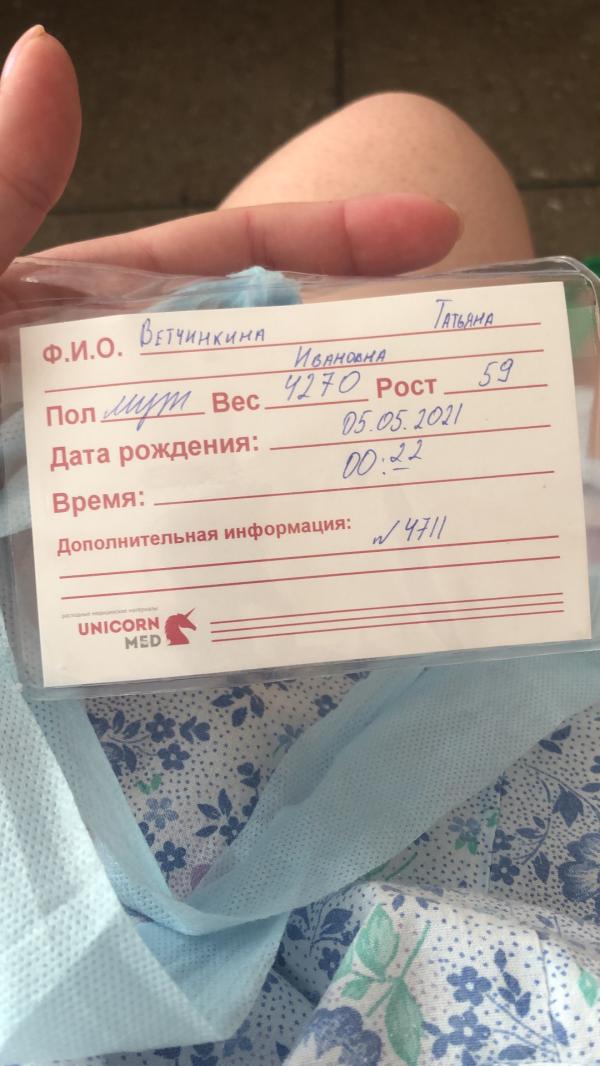 Ф.И.О. Ветчинкина Татьяна
Ивановна
Пол муж Вес 4270 Рост 59
Дата рождения: 05.05.2021
Время: 00:22
Дополнительная информация: №4711
расходные медицинские материалы
UNICORN
MED